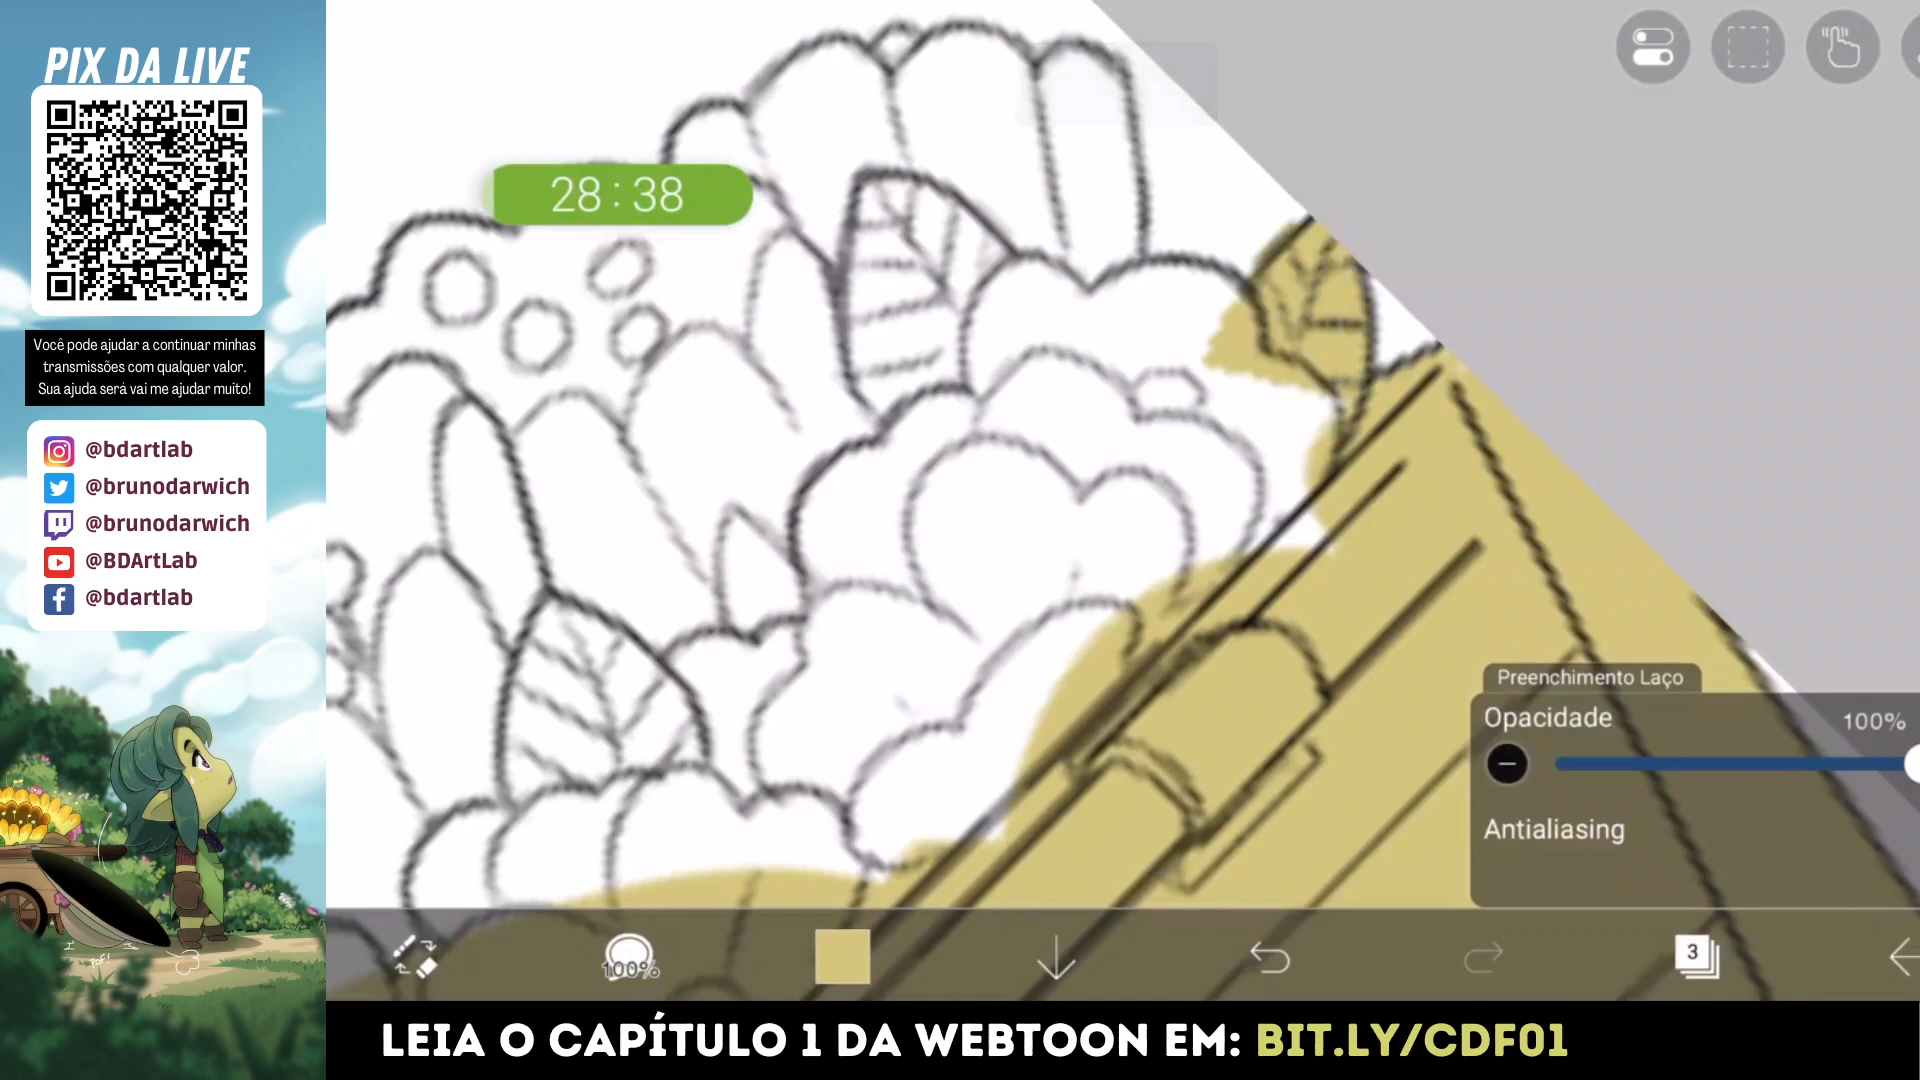 PIX DA LIVE
Você pode ajudar a continuar minhas
transmissões com qualquer valor.
Sua ajuda será vai me ajudar muito!
@bdartlab
@brunodarwich
@brunodarwich
@BDArtLab
@bdartlab
POF!
28:38
Preenchimento Laço
Opacidade
100%
Antialiasing
100%
3
LEIA O CAPÍTULO 1 DA WEBTOON EM: BIT.LY/CDF01